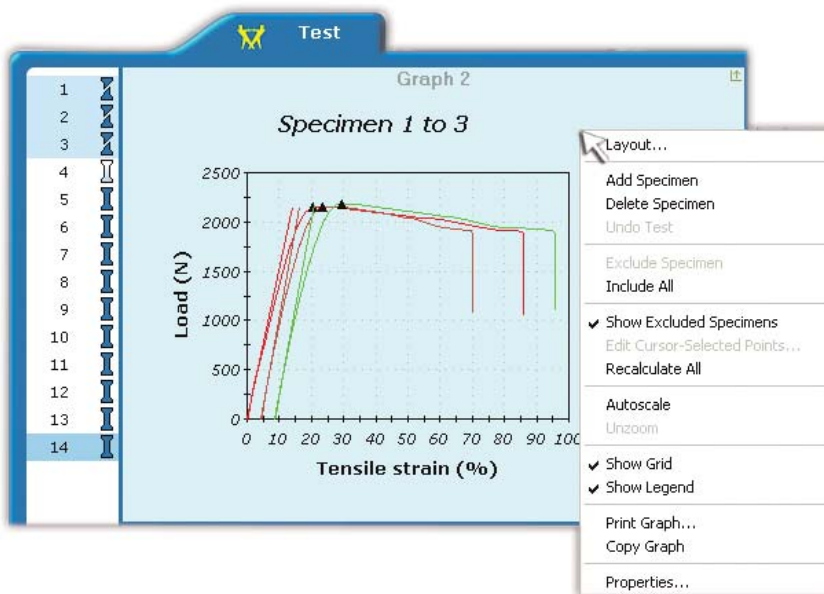 Test
Graph 2
1
2
3
4
5
6
7
8
9
10
11
12
13
14
Specimen 1 to 3
Load (N)
2500
2000
1500
1000
500
0
0 10 20 30 40 50 60 70 80 90 100
Tensile strain (%)
Layout...
Add Specimen
Delete Specimen
Undo Test
Exclude Specimen
Include All
Show Excluded Specimens
Edit Cursor-Selected Points...
Recalculate All
Autoscale
Unzoom
Show Grid
Show Legend
Print Graph...
Copy Graph
Properties...